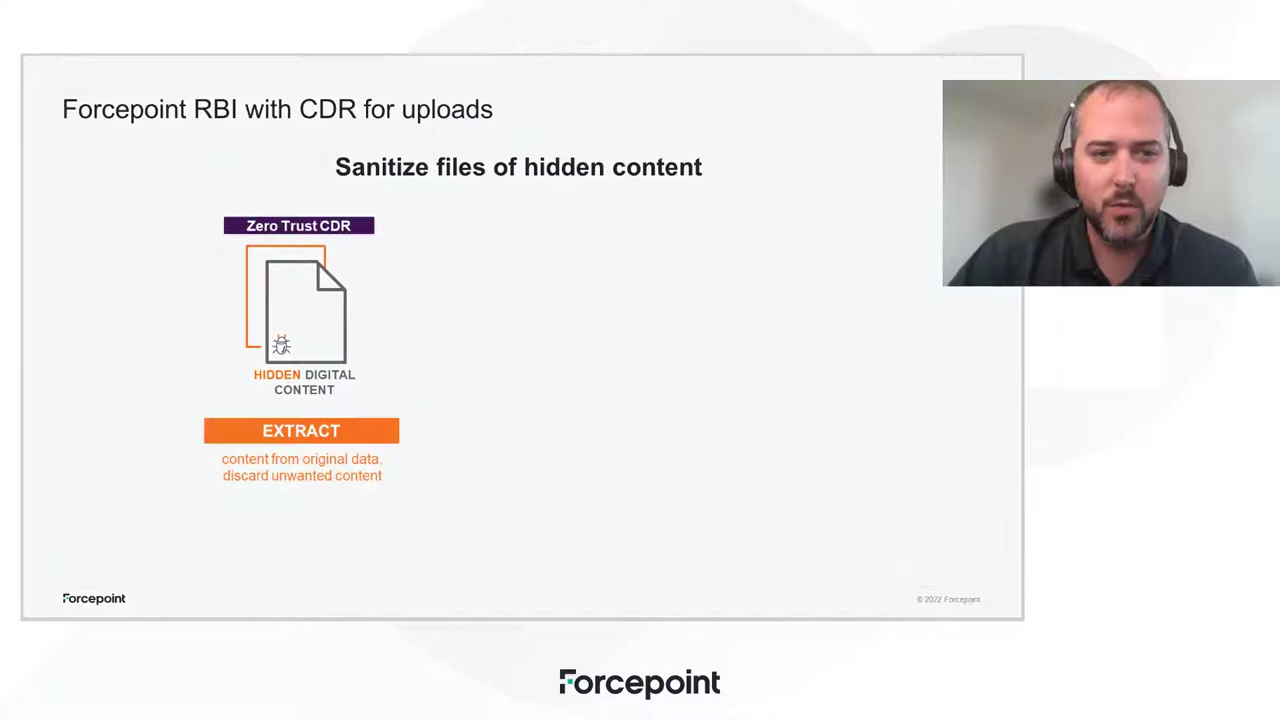 Forcepoint RBI with CDR for uploads
Sanitize files of hidden content
Zero Trust CDR
HIDDEN DIGITAL
CONTENT
EXTRACT
content from original data,
discard unwanted content
Forcepoint
© 2022 Forcepoint
Forcepoint